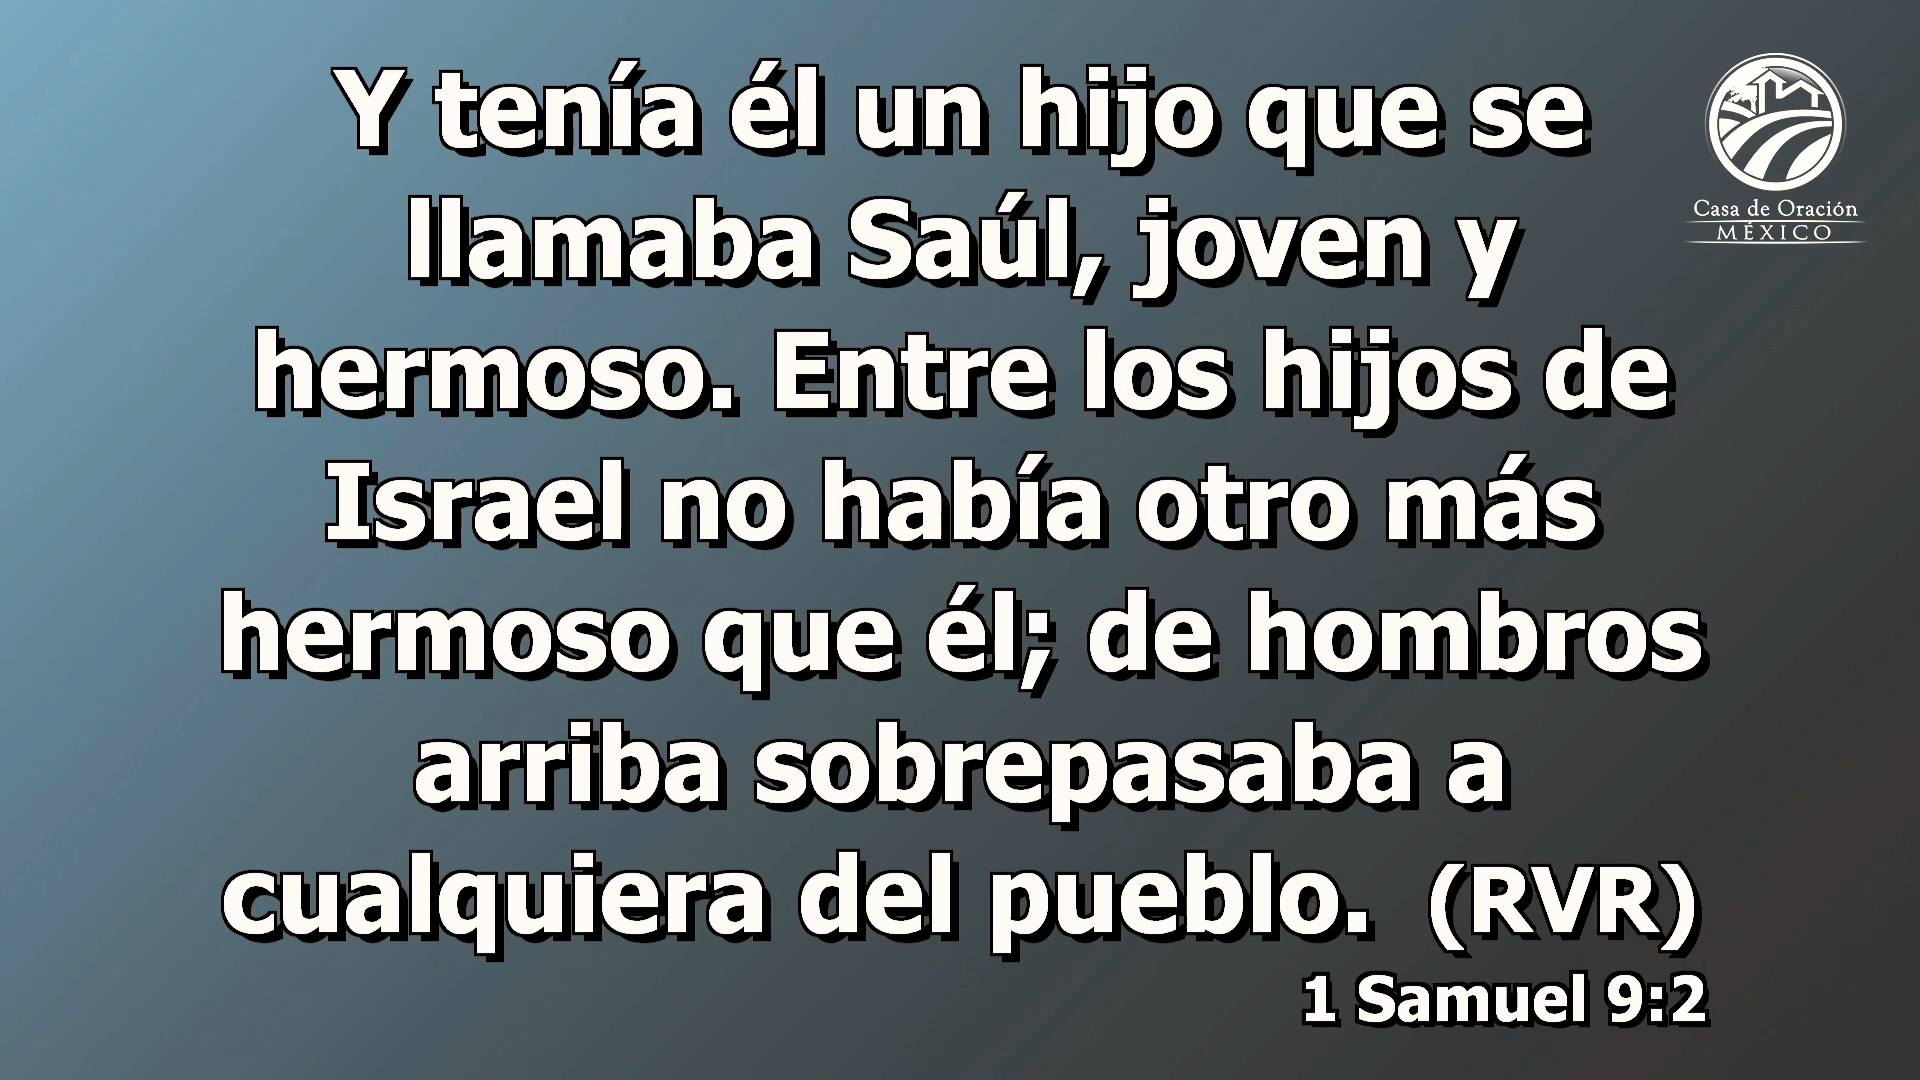 Y tenía él un hijo que se
llamaba Saúl, joven y
hermoso. Entre los hijos de
Israel no había otro más
hermoso que él; de hombros
arriba sobrepasaba a
cualquiera del pueblo.  (RVR)
1 Samuel 9:2
Casa de Oración
MÉXICO